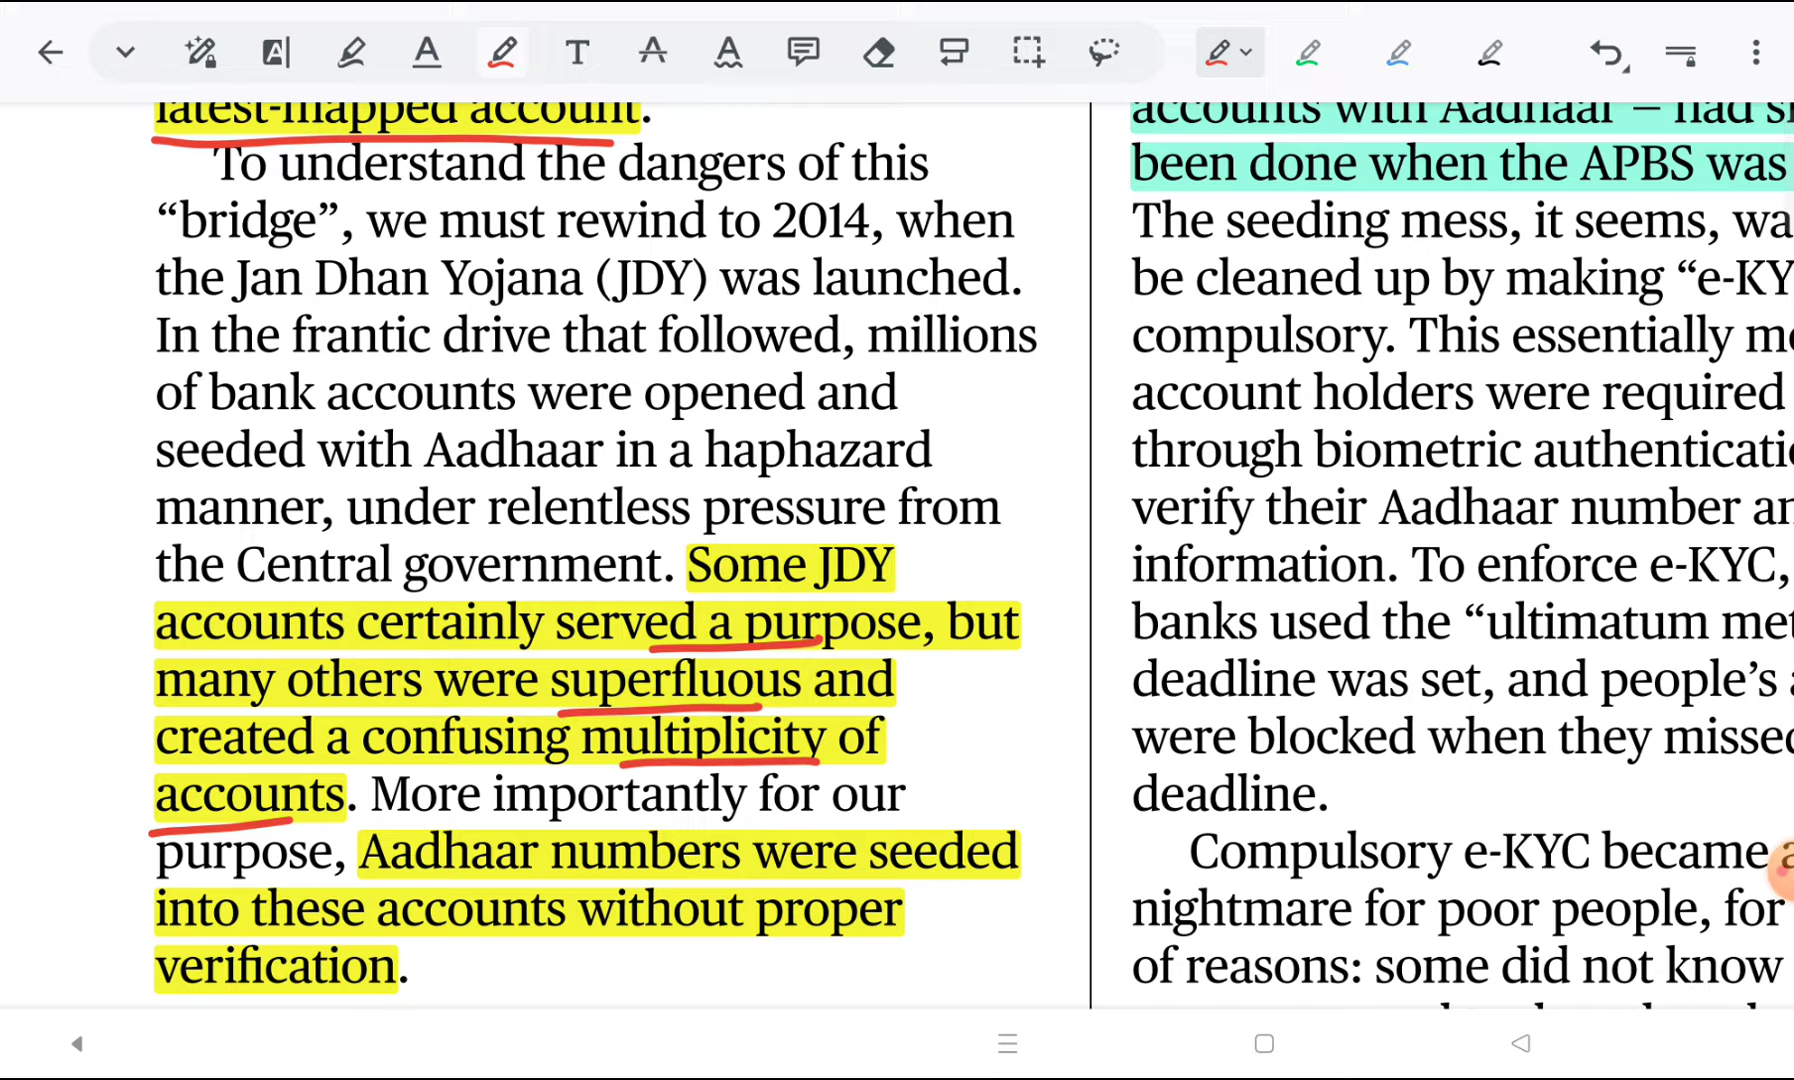 latest-mapped account.
To understand the dangers of this
“bridge”, we must rewind to 2014, when
the Jan Dhan Yojana (JDY) was launched.
In the frantic drive that followed, millions
of bank accounts were opened and
seeded with Aadhaar in a haphazard
manner, under relentless pressure from
the Central government. Some JDY
accounts certainly served a purpose, but
many others were superfluous and
created a confusing multiplicity of
accounts. More importantly for our
purpose, Aadhaar numbers were seeded
into these accounts without proper
verification.
accounts with Aadhaar — had
been done when the APBS was
The seeding mess, it seems,
be cleaned up by making “e-KY
compulsory. This essentially
account holders were required
through biometric
verify their Aadhaar number
information. To enforce e-KYC,
banks used the “ultimatum
deadline was set, and people’s
were blocked when they
deadline.
Compulsory e-KYC became
nightmare for poor people, for
of reasons: some did not know